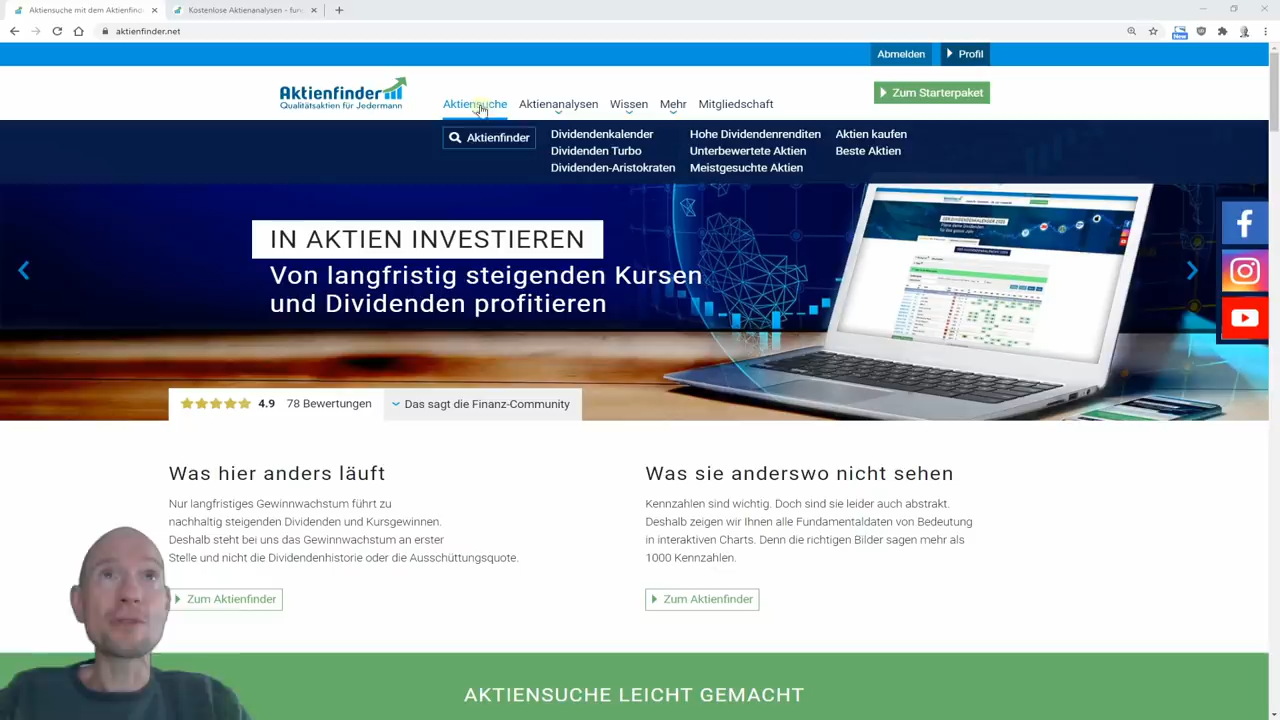 Aktiensuche mit dem Aktienfind
Kostenlose Aktienanalysen - fun
aktienfinder.net
New
Abmelden
Profil
Aktienfinder
Qualitätsaktien für Jedermann
Aktiensuche
Aktienanalysen
Wissen
Mehr
Mitgliedschaft
Zum Starterpaket
Aktienfinder
Dividendenkalender
Hohe Dividendenrenditen
Aktien kaufen
Dividenden Turbo
Unterbewertete Aktien
Beste Aktien
Dividenden-Aristokraten
Meistgesuchte Aktien
IN AKTIEN INVESTIEREN
Von langfristig steigenden Kursen
und Dividenden profitieren
4.9 78 Bewertungen
Das sagt die Finanz-Community
Was hier anders läuft
Nur langfristiges Gewinnwachstum führt zu
nachhaltig steigenden Dividenden und Kursgewinnen.
Deshalb steht bei uns das Gewinnwachstum an erster
Stelle und nicht die Dividendenhistorie oder die Ausschüttungsquote.
Zum Aktienfinder
Was sie anderswo nicht sehen
Kennzahlen sind wichtig. Doch sind sie leider auch abstrakt.
Deshalb zeigen wir Ihnen alle Fundamentaldaten von Bedeutung
in interaktiven Charts. Denn die richtigen Bilder sagen mehr als
1000 Kennzahlen.
Zum Aktienfinder
AKTIENSUCHE LEICHT GEMACHT